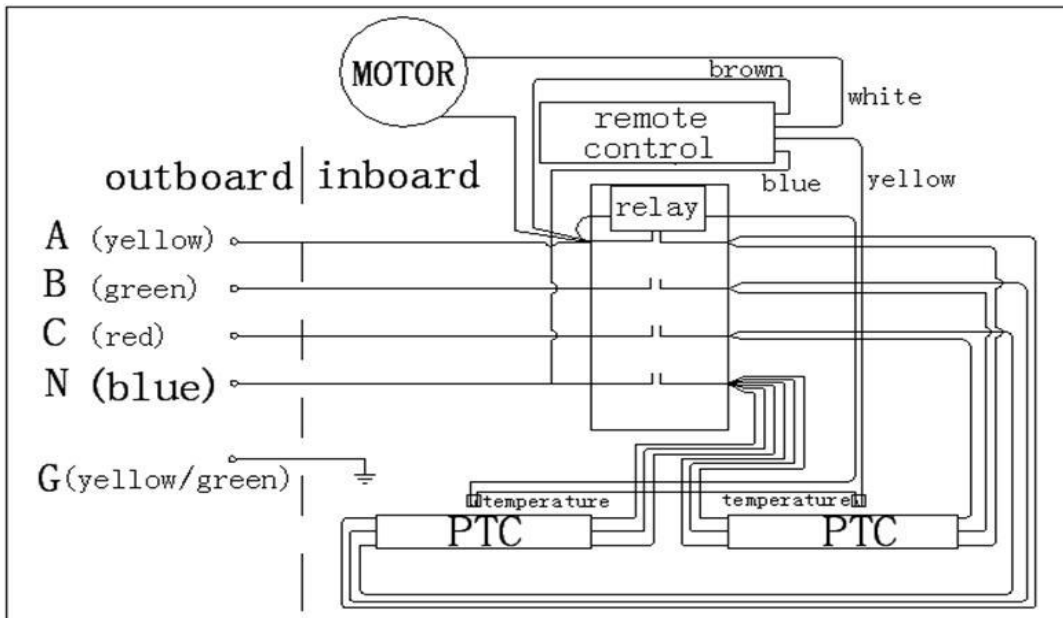 MOTOR
brown
white
remote
control
outboard inboard
blue
yellow
relay
A (yellow)
B (green)
C (red)
N (blue)
G(yellow/green)
temperature
temperature
PTC
PTC